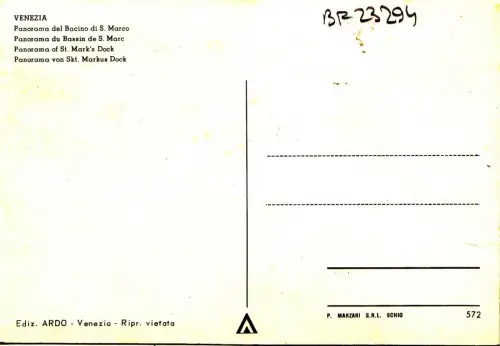 VENEZIA
Panorama del Bacino di S. Marco
Panorama du Bassin de S. Marc
Panorama of St. Mark's Dock
Panorama von Skt. Markus Dock
BF 23294
Ediz. ARDO - Venezia - Ripr. vietata
P. MARZARI S.R.L. SCHIO
572